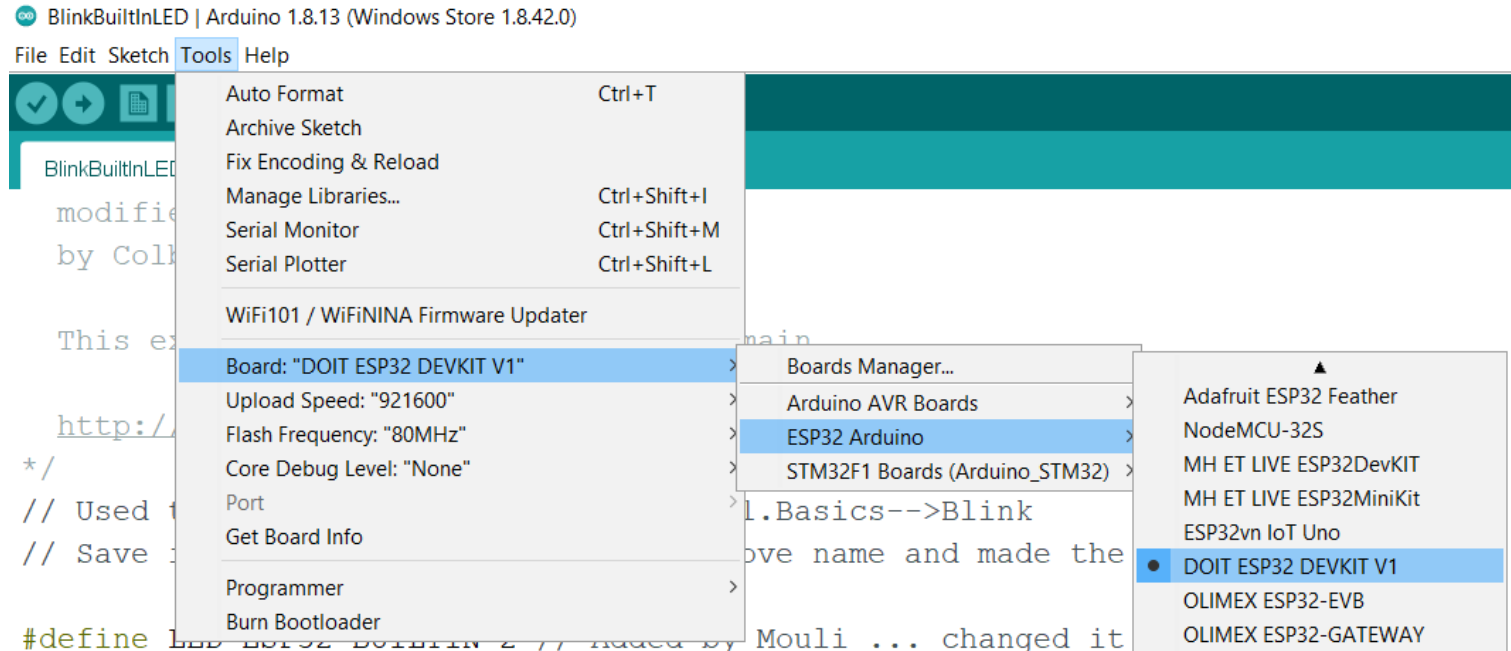 BlinkBuiltInLED | Arduino 1.8.13 (Windows Store 1.8.42.0)
File Edit Sketch Tools Help
Auto Format Ctrl+T
Archive Sketch
Fix Encoding & Reload
Manage Libraries... Ctrl+Shift+I
Serial Monitor Ctrl+Shift+M
Serial Plotter Ctrl+Shift+L
WiFi101 / WiFiNINA Firmware Updater
Board: "DOIT ESP32 DEVKIT V1"
Upload Speed: "921600"
Flash Frequency: "80MHz"
Core Debug Level: "None"
Port
Get Board Info
Programmer
Burn Bootloader
Boards Manager...
Arduino AVR Boards
ESP32 Arduino
STM32F1 Boards (Arduino_STM32)
Adafruit ESP32 Feather
NodeMCU-32S
MH ET LIVE ESP32DevKIT
MH ET LIVE ESP32MiniKit
ESP32vn IoT Uno
DOIT ESP32 DEVKIT V1
OLIMEX ESP32-EVB
OLIMEX ESP32-GATEWAY
BlinkBuiltInLED
modifie
by Colb
This ex main
http://
*/
// Used t 1.Basics-->Blink
// Save ove name and made the
#define LED ESP32 BUILTIN 2 // Added by Mouli ... changed it